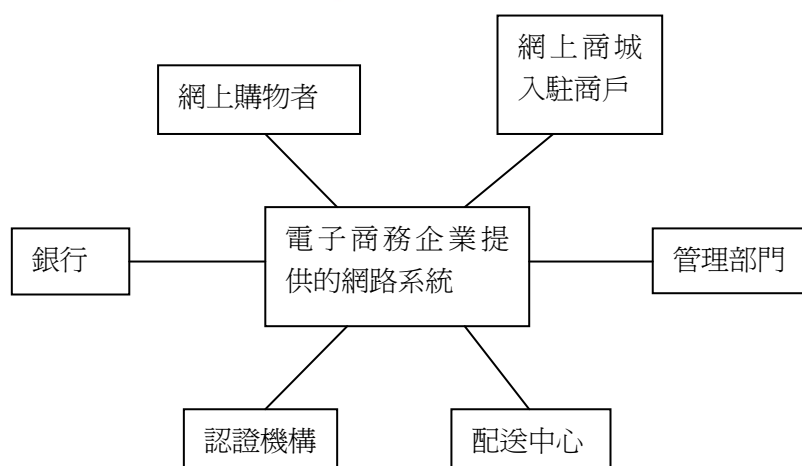 網上商城
入駐商戶
網上購物者
電子商務企業提
供的網路系統
銀行
管理部門
認證機構
配送中心